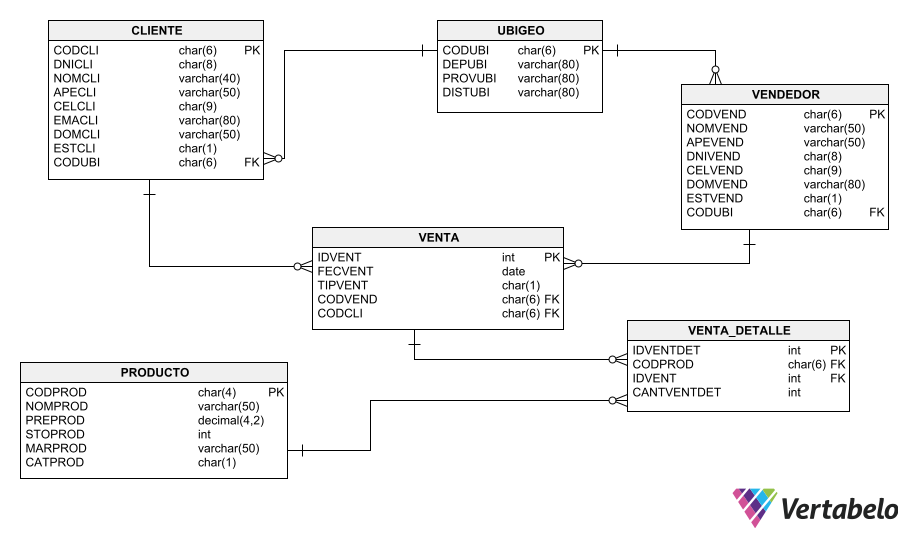 CLIENTE
CODCLI char(6) PK
DNICLI char(8)
NOMCLI varchar(40)
APECLI varchar(50)
CELCLI char(9)
EMACLI varchar(80)
DOMCLI varchar(50)
ESTCLI char(1)
CODUBI char(6) FK
UBIGEO
CODUBI char(6) PK
DEPUBI varchar(80)
PROVUBI varchar(80)
DISTUBI varchar(80)
VENDEDOR
CODVEND char(6) PK
NOMVEND varchar(50)
APEVEND varchar(50)
DNIVEND char(8)
CELVEND char(9)
DOMVEND varchar(80)
ESTVEND char(1)
CODUBI char(6) FK
VENTA
IDVENT int PK
FECVENT date
TIPVENT char(1)
CODVEND char(6) FK
CODCLI char(6) FK
VENTA_DETALLE
IDVENTDET int PK
CODPROD char(6) FK
IDVENT int FK
CANTVENTDET int
PRODUCTO
CODPROD char(4) PK
NOMPROD varchar(50)
PREPROD decimal(4,2)
STOPROD int
MARPROD varchar(50)
CATPROD char(1)
Vertabelo